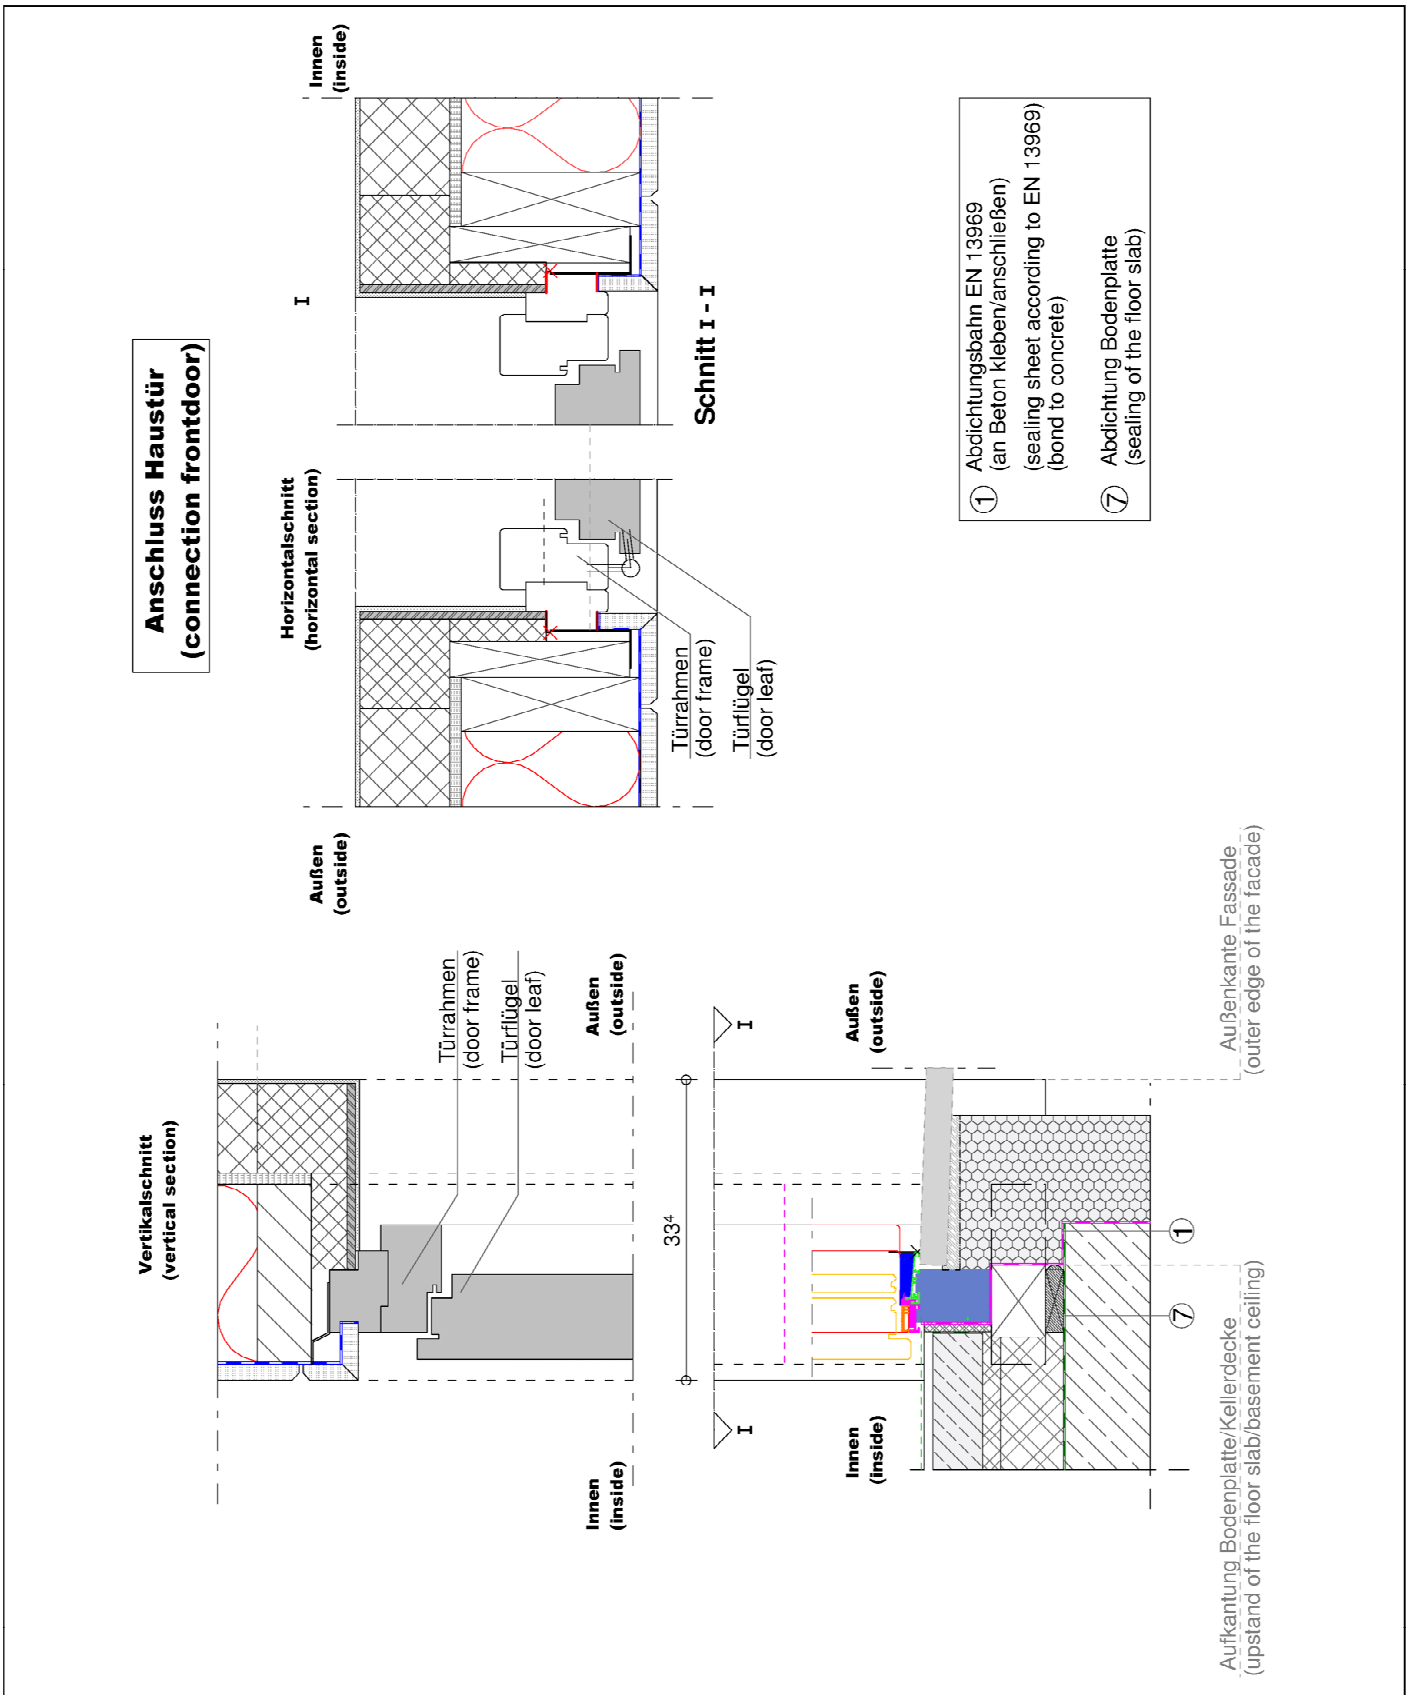 Anschluss Haustür
(connection frontdoor)
Vertikalschnitt
(vertical section)
Türrahmen
(door frame)
Türflügel
(door leaf)
Innen
(inside)
Außen
(outside)
33⁴
I
I
Innen
(inside)
Außen
(outside)
1
7
Aufkantung Bodenplatte/Kellerdecke
(upstand of the floor slab/basement ceiling)
Außenkante Fassade
(outer edge of the facade)
Horizontalschnitt
(horizontal section)
I
Außen
(outside)
Innen
(inside)
Türrahmen
(door frame)
Türflügel
(door leaf)
Schnitt I - I
1 Abdichtungsbahn EN 13969
(an Beton kleben/anschließen)
(sealing sheet according to EN 13969)
(bond to concrete)
7 Abdichtung Bodenplatte
(sealing of the floor slab)